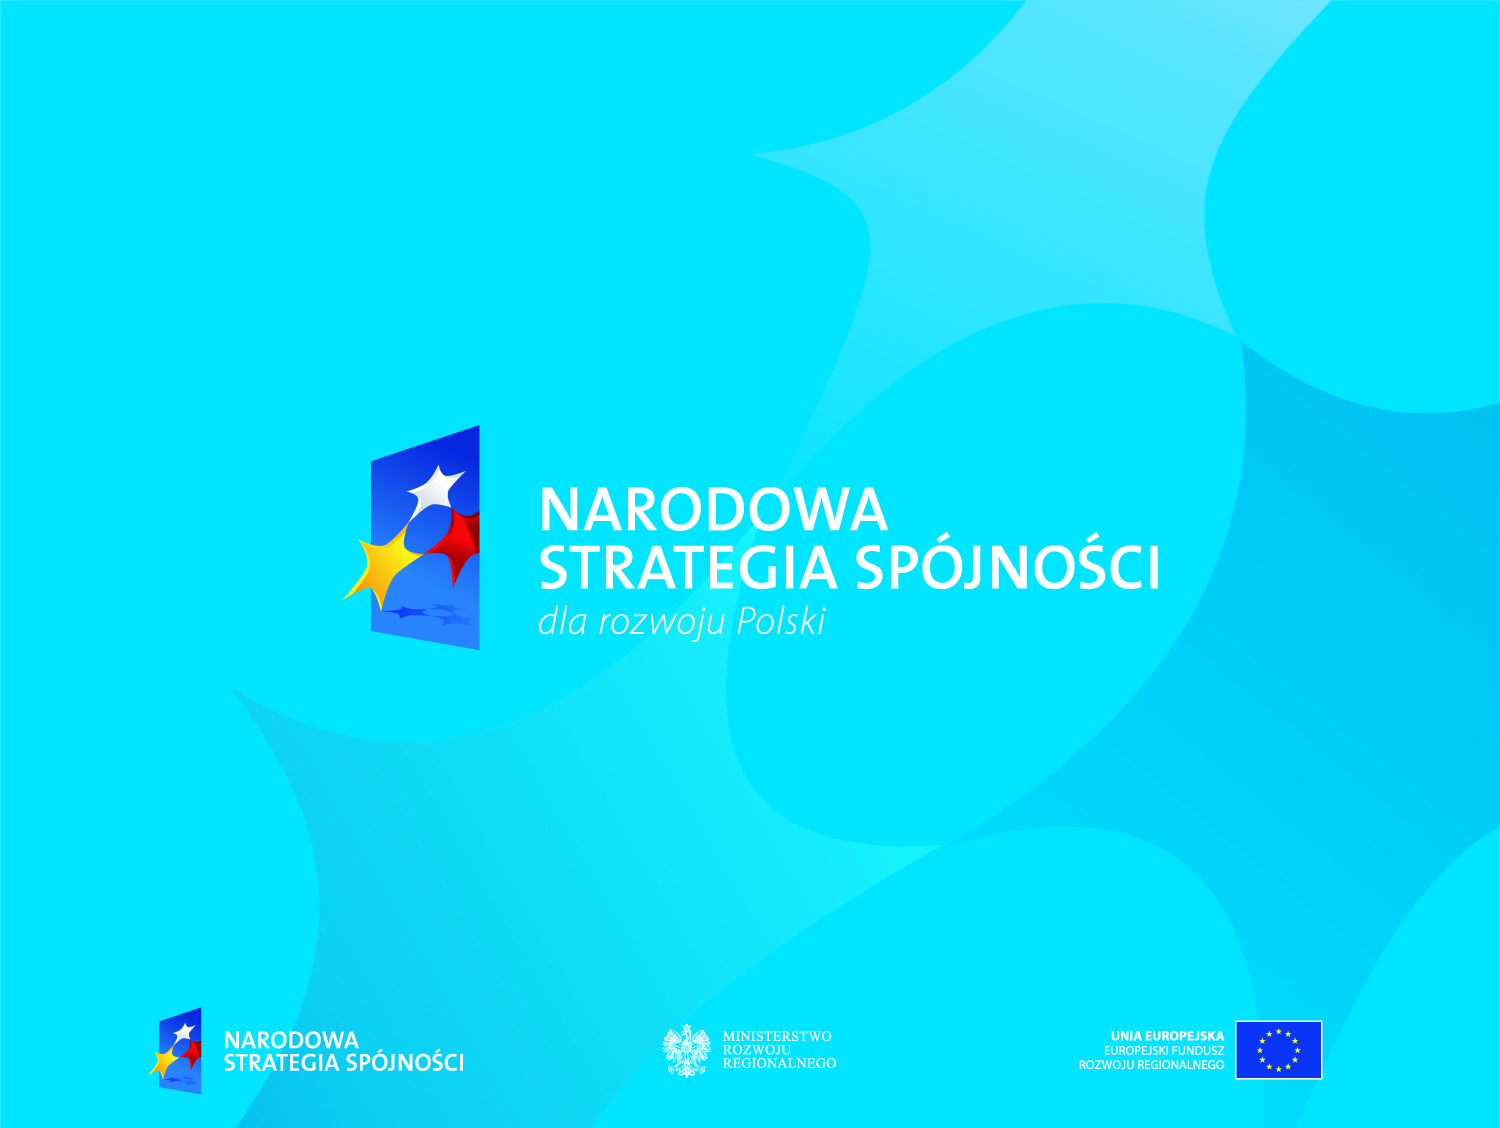 NARODOWA
STRATEGIA SPÓJNOŚCI
dla rozwoju Polski
NARODOWA
STRATEGIA SPÓJNOŚCI
MINISTERSTWO
ROZWOJU
REGIONALNEGO
UNIA EUROPEJSKA
EUROPEJSKI FUNDUSZ
ROZWOJU REGIONALNEGO